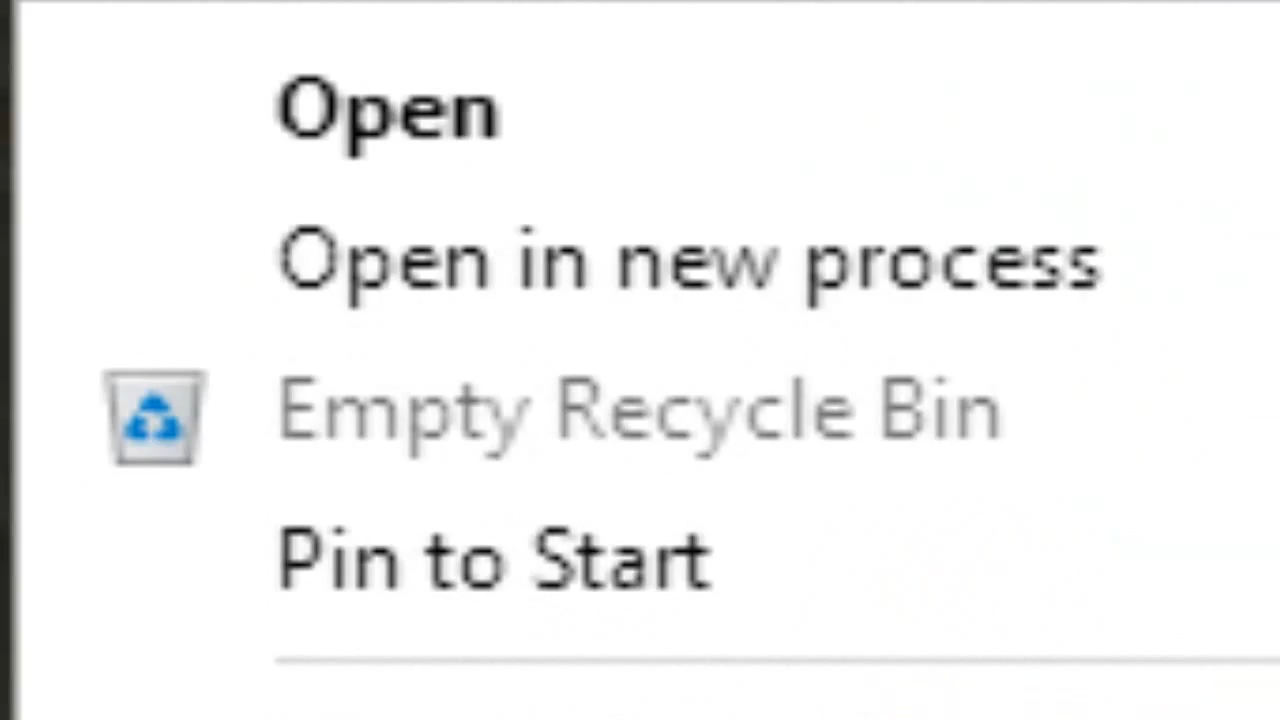 Open
Open in new process
Empty Recycle Bin
Pin to Start